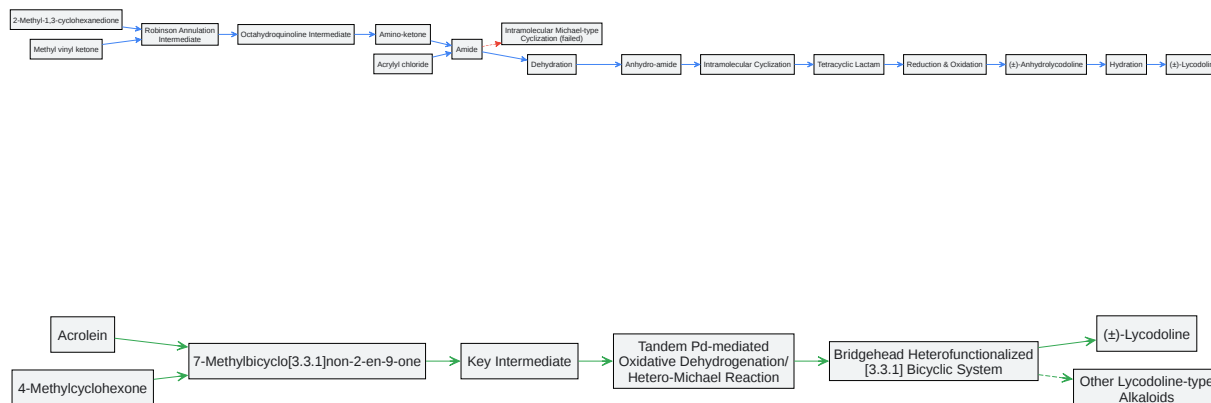 2-Methyl-1,3-cyclohexanedione
Methyl vinyl ketone
Robinson Annulation
Intermediate
Octahydroquinoline Intermediate
Amino-ketone
Acrylyl chloride
Amide
Intramolecular Michael-type
Cyclization (failed)
Dehydration
Anhydro-amide
Intramolecular Cyclization
Tetracyclic Lactam
Reduction & Oxidation
(±)-Anhydrolycodoline
Hydration
(±)-Lycodolin
Acrolein
4-Methylcyclohexone
7-Methylbicyclo[3.3.1]non-2-en-9-one
Key Intermediate
Tandem Pd-mediated
Oxidative Dehydrogenation/
Hetero-Michael Reaction
Bridgehead Heterofunctionalized
[3.3.1] Bicyclic System
(±)-Lycodoline
Other Lycodoline-type
Alkaloids